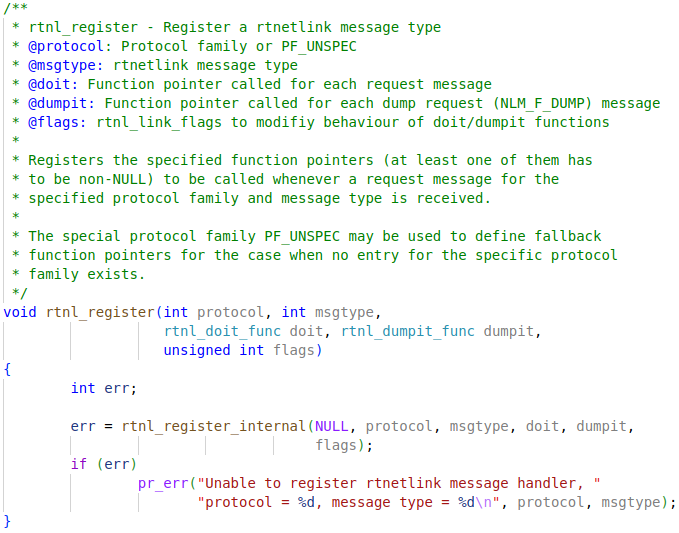 /**
 * rtnl_register - Register a rtnetlink message type
 * @protocol: Protocol family or PF_UNSPEC
 * @msgtype: rtnetlink message type
 * @doit: Function pointer called for each request message
 * @dumpit: Function pointer called for each dump request (NLM_F_DUMP) message
 * @flags: rtnl_link_flags to modifiy behaviour of doit/dumpit functions
 *
 * Registers the specified function pointers (at least one of them has
 * to be non-NULL) to be called whenever a request message for the
 * specified protocol family and message type is received.
 *
 * The special protocol family PF_UNSPEC may be used to define fallback
 * function pointers for the case when no entry for the specific protocol
 * family exists.
 */
void rtnl_register(int protocol, int msgtype,
                   rtnl_doit_func doit, rtnl_dumpit_func dumpit,
                   unsigned int flags)
{
        int err;

        err = rtnl_register_internal(NULL, protocol, msgtype, doit, dumpit,
                                     flags);
        if (err)
                pr_err("Unable to register rtnetlink message handler, "
                       "protocol = %d, message type = %d\n", protocol, msgtype);
}